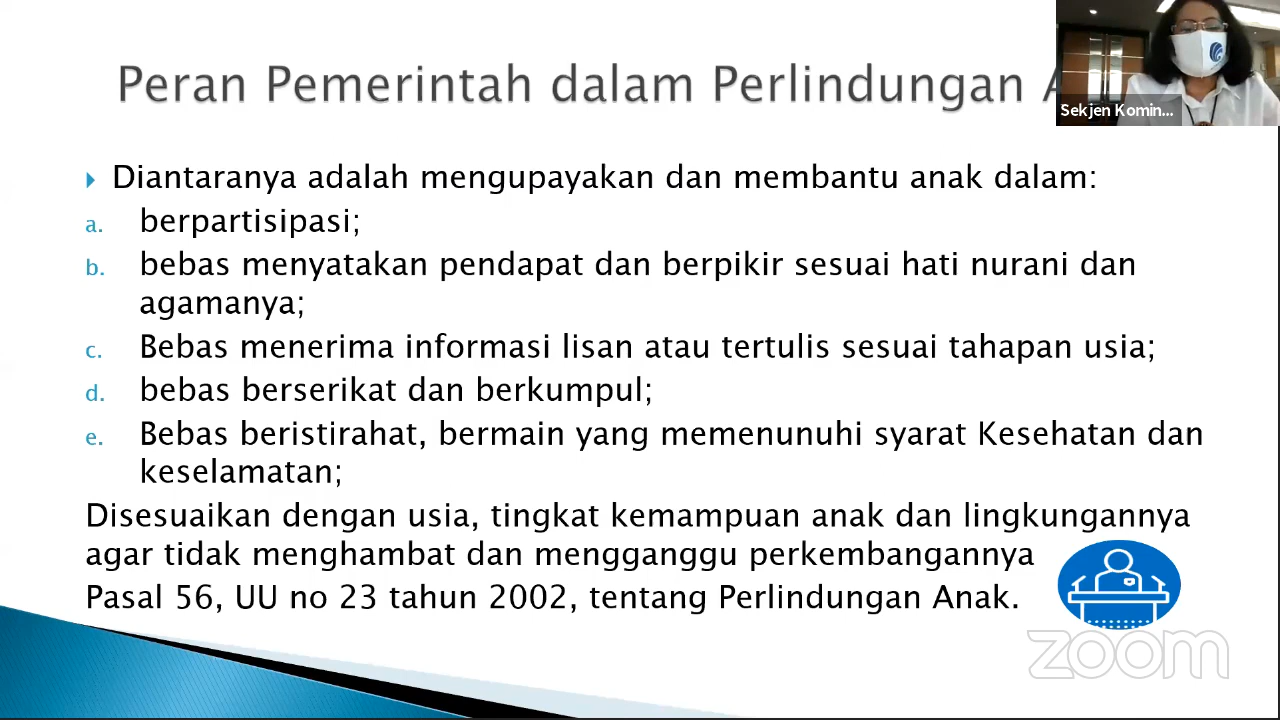 Peran Pemerintah dalam Perlindungan
Sekjen Komin...
Diantaranya adalah mengupayakan dan membantu anak dalam:
a. berpartisipasi;
b. bebas menyatakan pendapat dan berpikir sesuai hati nurani dan
agamanya;
c. Bebas menerima informasi lisan atau tertulis sesuai tahapan usia;
d. bebas berserikat dan berkumpul;
e. Bebas beristirahat, bermain yang memenunuhi syarat Kesehatan dan
keselamatan;
Disesuaikan dengan usia, tingkat kemampuan anak dan lingkungannya
agar tidak menghambat dan mengganggu perkembangannya
Pasal 56, UU no 23 tahun 2002, tentang Perlindungan Anak.
zoom